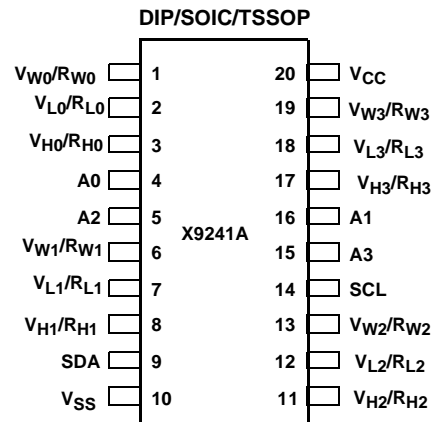 DIP/SOIC/TSSOP
VW0/RW0 1 20 VCC
VL0/RL0 2 19 VW3/RW3
VH0/RH0 3 18 VL3/RL3
A0 4 17 VH3/RH3
A2 5 16 A1
X9241A
VW1/RW1 6 15 A3
VL1/RL1 7 14 SCL
VH1/RH1 8 13 VW2/RW2
SDA 9 12 VL2/RL2
VSS 10 11 VH2/RH2